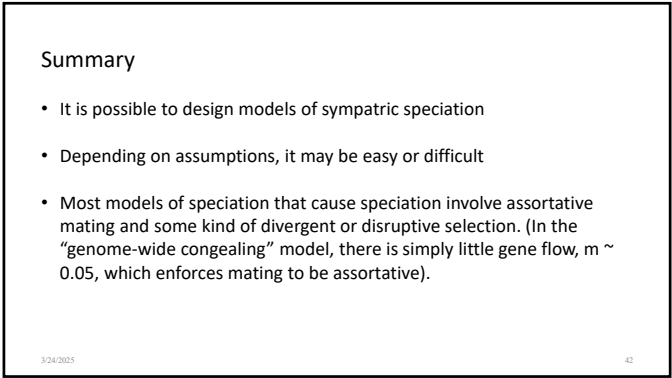 Summary
• It is possible to design models of sympatric speciation
• Depending on assumptions, it may be easy or difficult
• Most models of speciation that cause speciation involve assortative
mating and some kind of divergent or disruptive selection. (In the
“genome-wide congealing” model, there is simply little gene flow, m ~
0.05, which enforces mating to be assortative).
3/24/2025
42